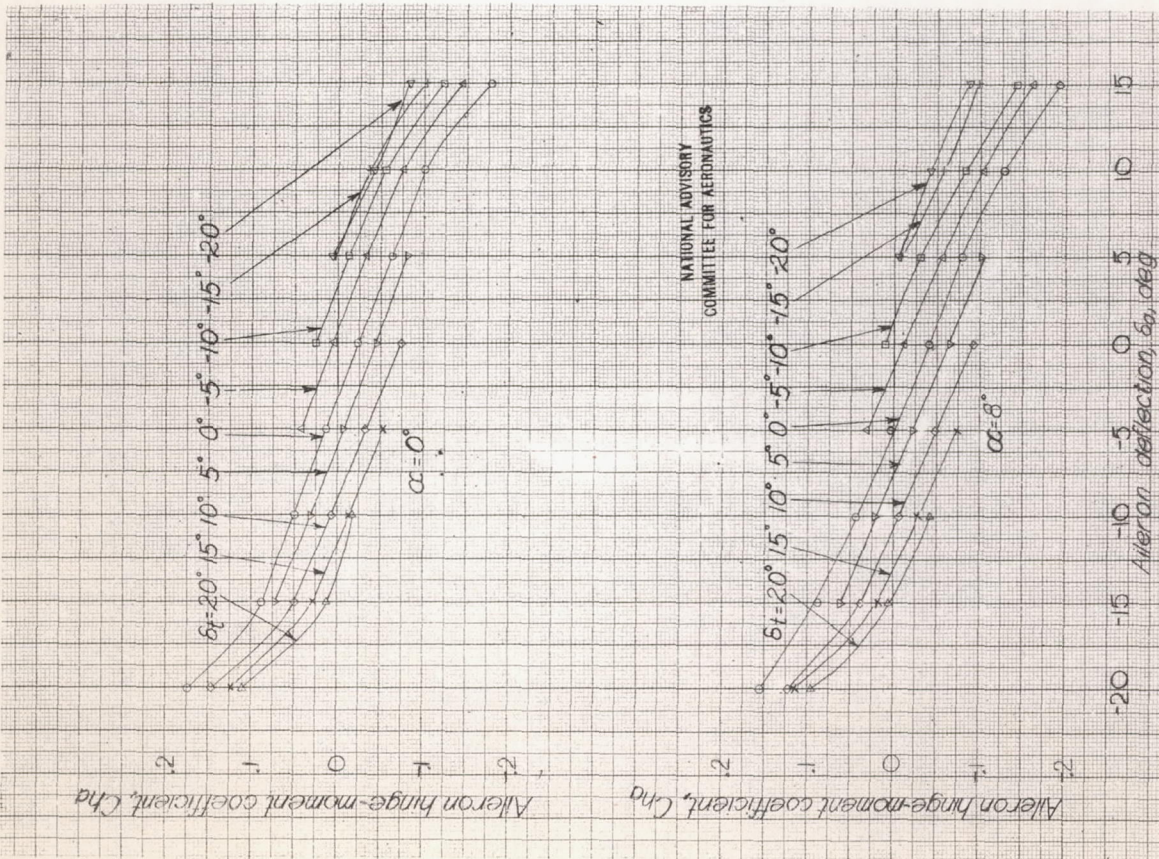 δt=20° 15° 10° 5° 0° -5° -10° -15° -20°
α=0°
.2
.1
0
-.1
-.2
Aileron hinge-moment coefficient, Cha
NATIONAL ADVISORY
COMMITTEE FOR AERONAUTICS
δt=20° 15° 10° 5° 0° -5° -10° -15° -20°
α=8°
.2
.1
0
-.1
-.2
Aileron hinge-moment coefficient, Cha
-20 -15 -10 -5 0 5 10 15
Aileron deflection, δa, deg